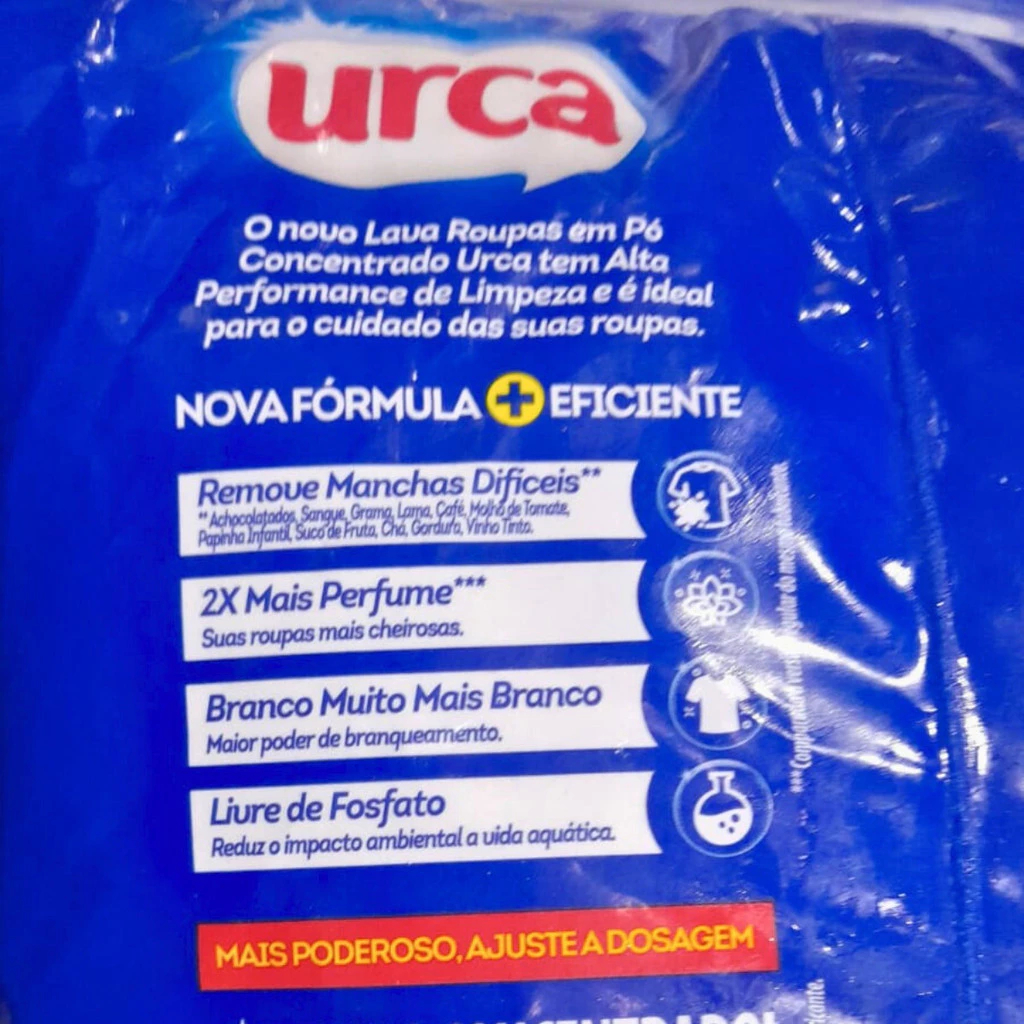 urca
O novo Lava Roupas em Pó
Concentrado Urca tem Alta
Performance de Limpeza e é ideal
para o cuidado das suas roupas.
NOVA FÓRMULA + EFICIENTE
Remove Manchas Difíceis**
**Achocolatados, Sangue, Grama, Lama, Café, Molho de Tomate,
Papinha Infantil, Suco de Fruta, Chá, Gordura, Vinho Tinto.
2X Mais Perfume***
Suas roupas mais cheirosas.
Branco Muito Mais Branco
Maior poder de branqueamento.
Livre de Fosfato
Reduz o impacto ambiental a vida aquática.
MAIS PODEROSO, AJUSTE A DOSAGEM